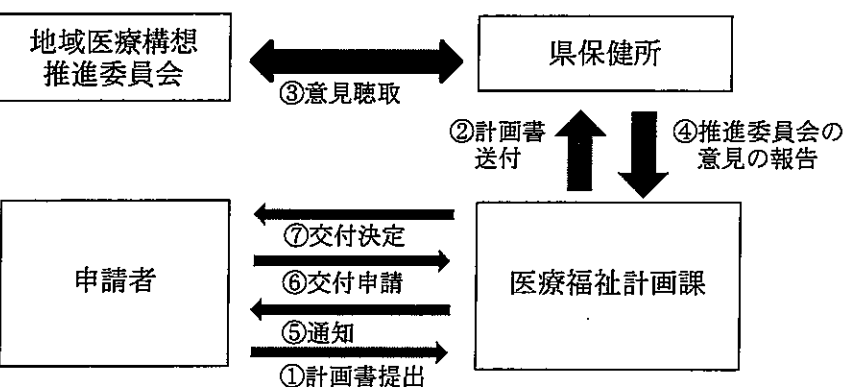 地域医療構想
推進委員会
県保健所
③意見聴取
②計画書
送付
④推進委員会の
意見の報告
申請者
医療福祉計画課
⑦交付決定
⑥交付申請
⑤通知
①計画書提出